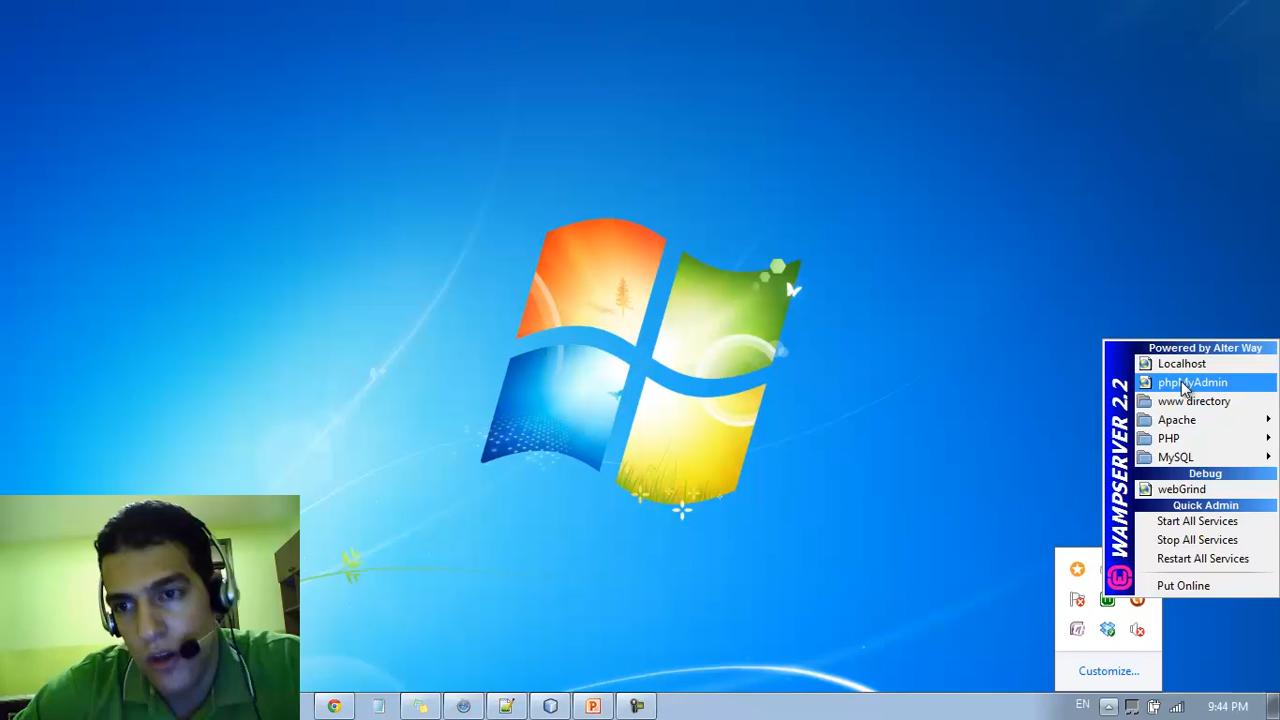 Powered by Alter Way
Localhost
phpMyAdmin
www directory
Apache
PHP
MySQL
Debug
webGrind
Quick Admin
Start All Services
Stop All Services
Restart All Services
Put Online
WAMPSERVER 2.2
Customize...
EN
9:44 PM